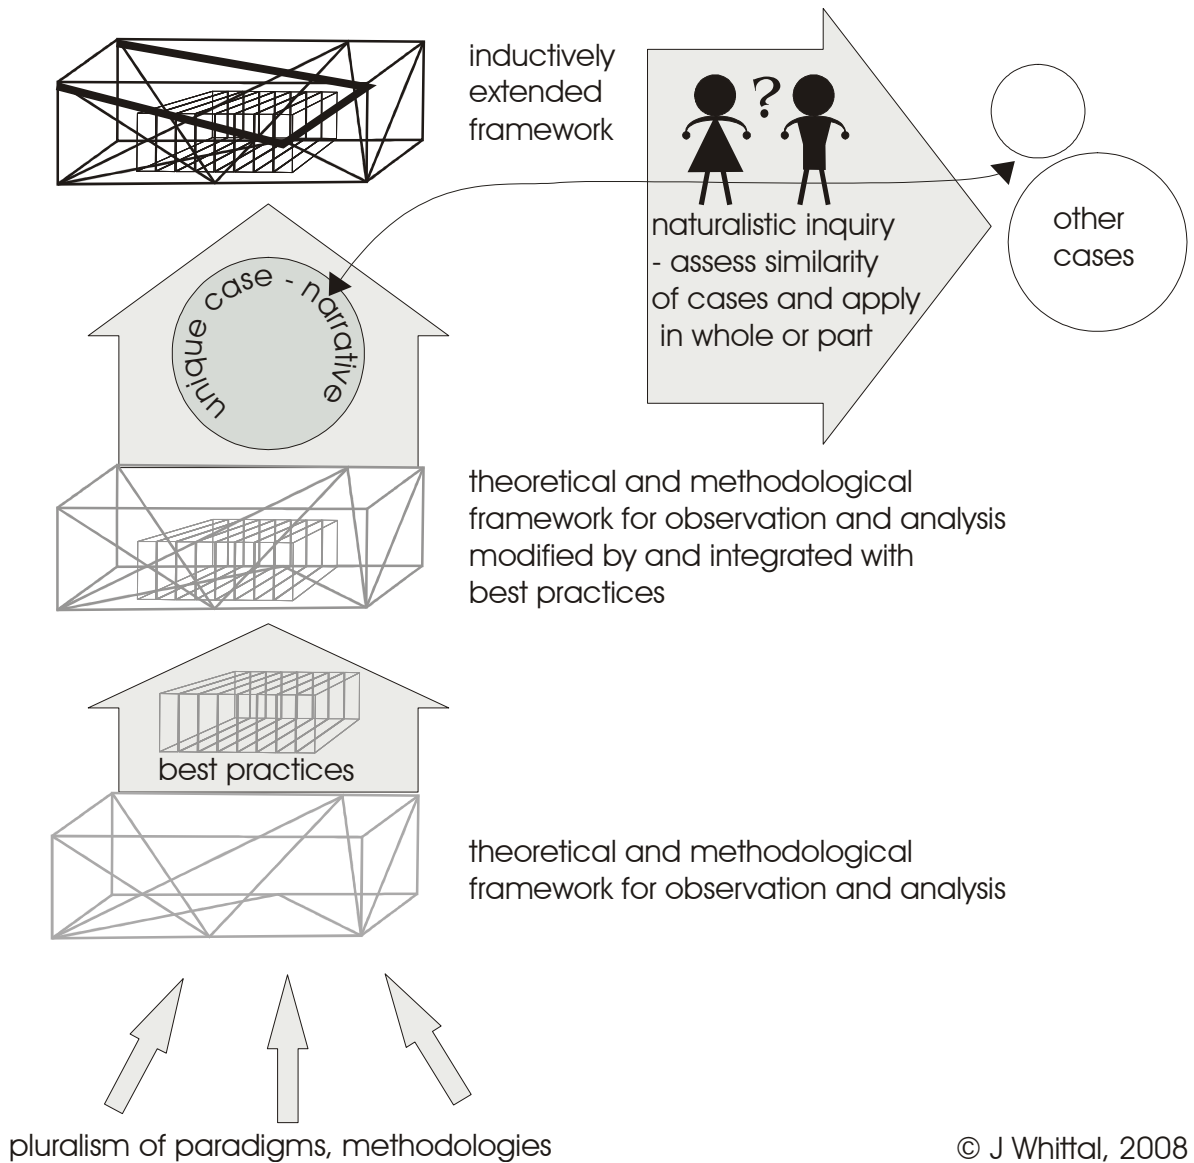 inductively
extended
framework
?
naturalistic inquiry
- assess similarity
of cases and apply
in whole or part
other
cases
unique case - narrative
theoretical and methodological
framework for observation and analysis
modified by and integrated with
best practices
best practices
theoretical and methodological
framework for observation and analysis
pluralism of paradigms, methodologies
© J Whittal, 2008